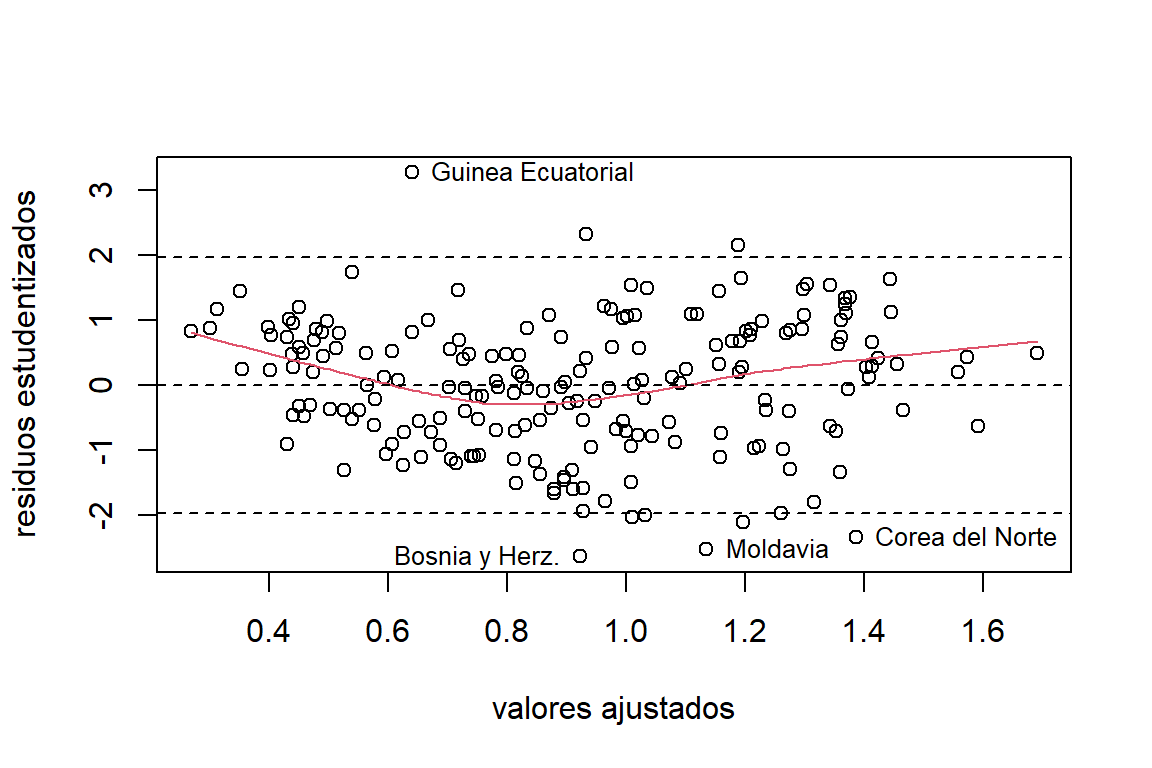 Guinea Ecuatorial
Bosnia y Herz.
Moldavia
Corea del Norte
residuos estudentizados
3
2
1
0
-1
-2
0.4 0.6 0.8 1.0 1.2 1.4 1.6
valores ajustados